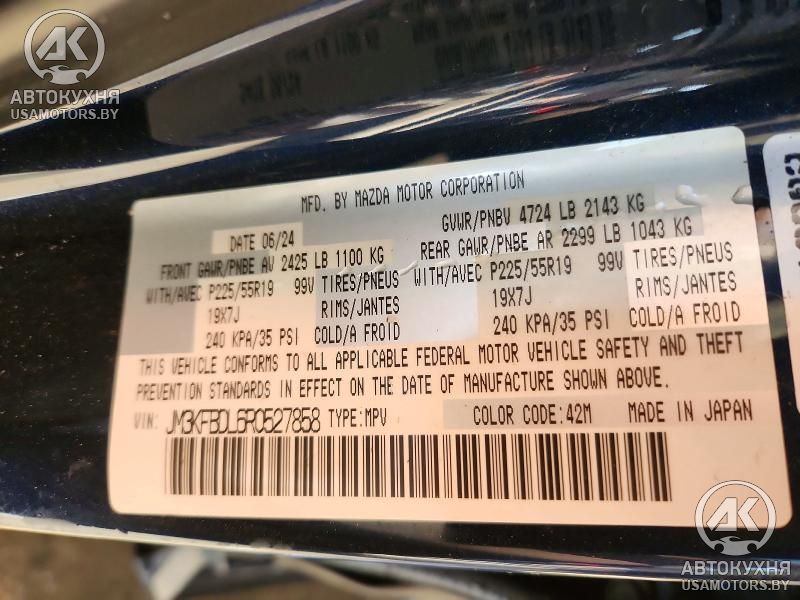 AK
АВТОКУХНЯ
USAMOTORS.BY
MFD. BY MAZDA MOTOR CORPORATION
DATE 06/24 GVWR/PNBV 4724 LB 2143 KG
FRONT GAWR/PNBE AV 2425 LB 1100 KG REAR GAWR/PNBE AR 2299 LB 1043 KG
WITH/AVEC P225/55R19 99V TIRES/PNEUS WITH/AVEC P225/55R19 99V TIRES/PNEUS
19X7J RIMS/JANTES 19X7J RIMS/JANTES
240 KPA/35 PSI COLD/A FROID 240 KPA/35 PSI COLD/A FROID
THIS VEHICLE CONFORMS TO ALL APPLICABLE FEDERAL MOTOR VEHICLE SAFETY AND THEFT
PREVENTION STANDARDS IN EFFECT ON THE DATE OF MANUFACTURE SHOWN ABOVE.
VIN: JM3KFBDL6R0527858 TYPE:MPV COLOR CODE:42M MADE IN JAPAN
AK
АВТОКУХНЯ
USAMOTORS.BY